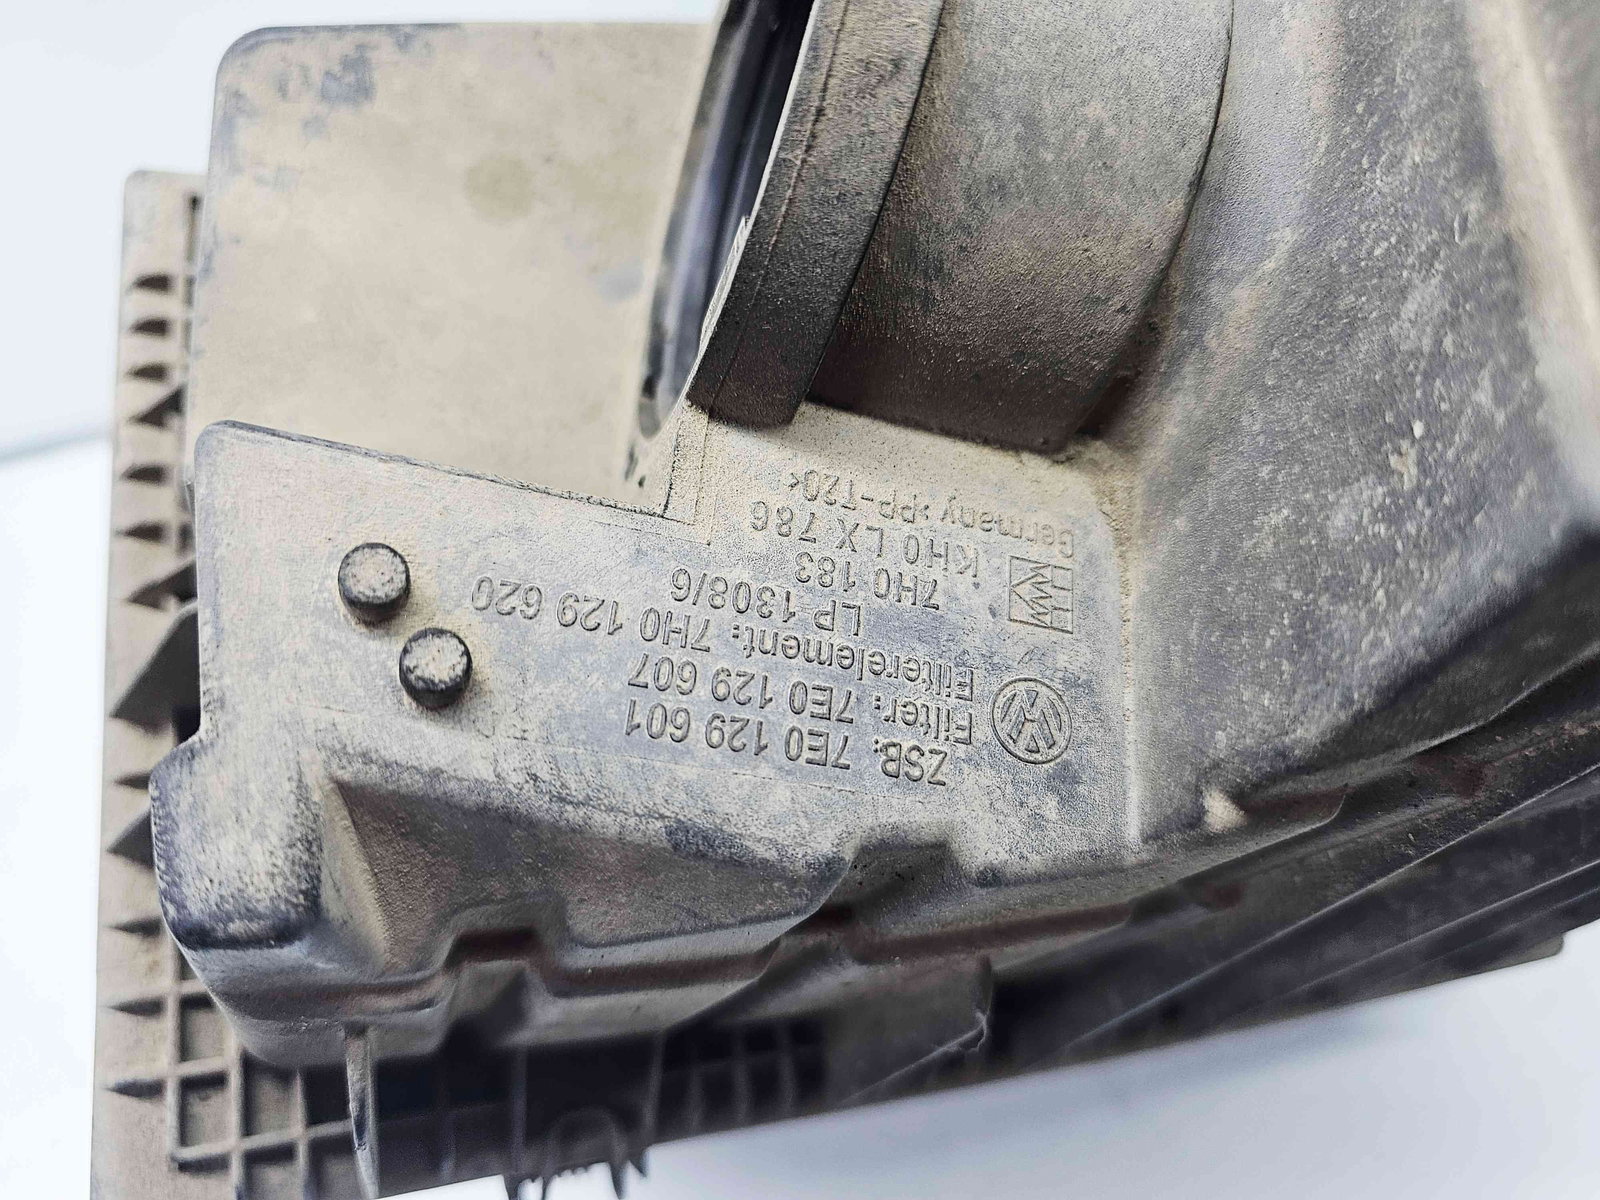 ZSB. 7E0 129 601
Filter: 7E0 129 607
Filterelement: 7H0 129 620
LP 1308/6
7H0 183
KH0 LX 786
Germany >PP-T20<